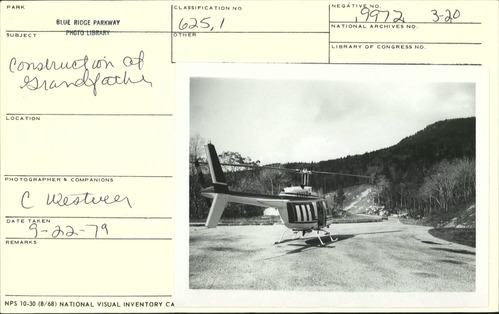 PARK
BLUE RIDGE PARKWAY
PHOTO LIBRARY
CLASSIFICATION NO
625.1
NEGATIVE NO.
9972 3-20
SUBJECT
Construction at
Grandfather
OTHER
NATIONAL ARCHIVES NO.
LIBRARY OF CONGRESS NO.
LOCATION
PHOTOGRAPHER & COMPANIONS
C Westveer
DATE TAKEN
9-22-79
REMARKS
NPS 10-30 (8/68) NATIONAL VISUAL INVENTORY CA